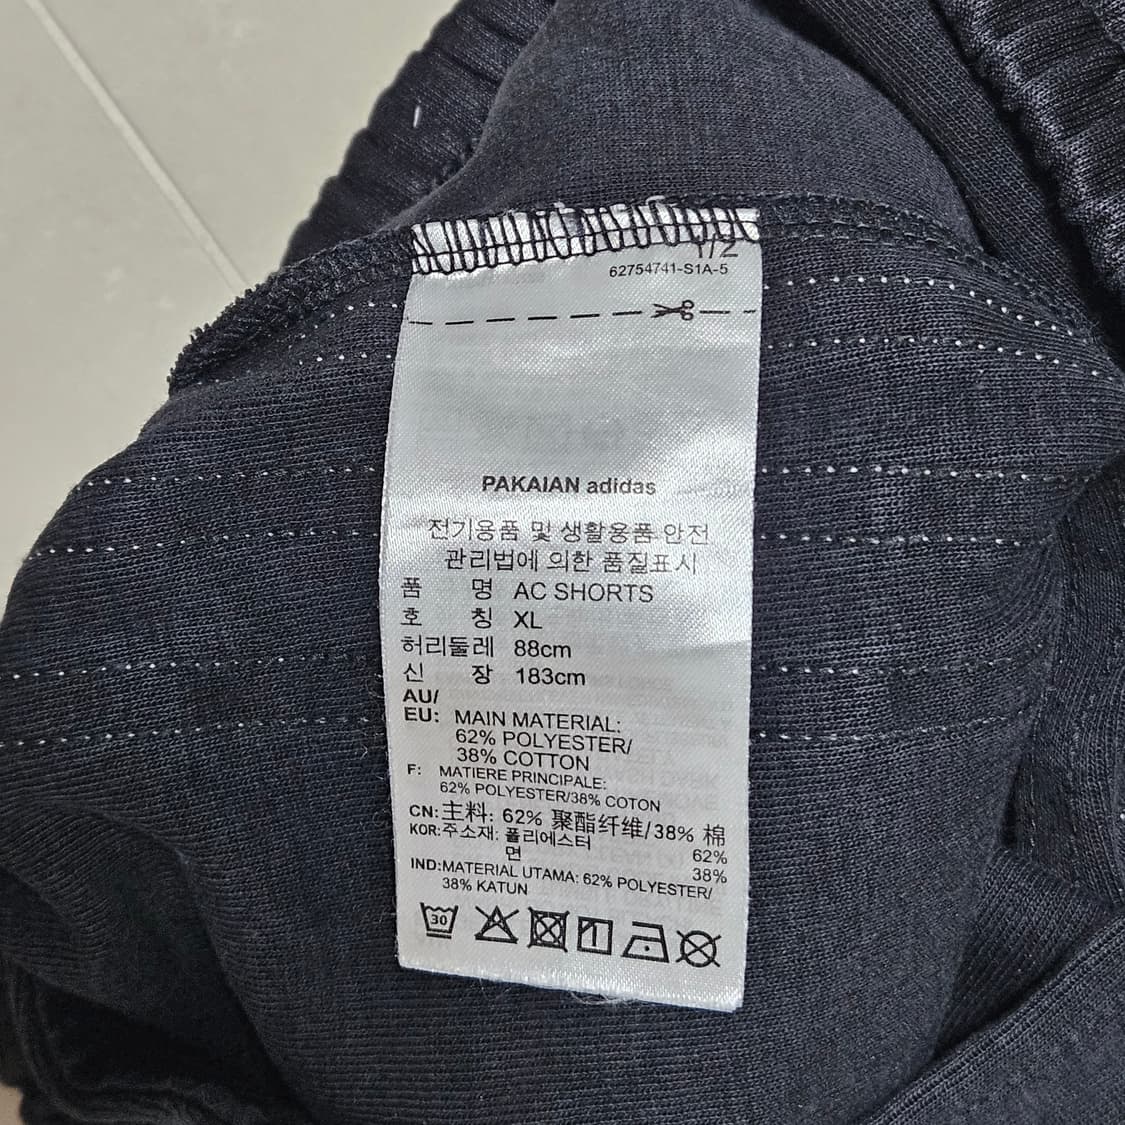 1/2
62754741-S1A-5
PAKAIAN adidas
전기용품 및 생활용품 안전
관리법에 의한 품질표시
품 명 AC SHORTS
호 칭 XL
허리둘레 88cm
신 장 183cm
AU/
EU: MAIN MATERIAL:
62% POLYESTER/
38% COTTON
F: MATIERE PRINCIPALE:
62% POLYESTER/38% COTON
CN: 主料: 62% 聚酯纤维/38% 棉
KOR:주소재: 폴리에스터 62%
면 38%
IND:MATERIAL UTAMA: 62% POLYESTER/
38% KATUN
30